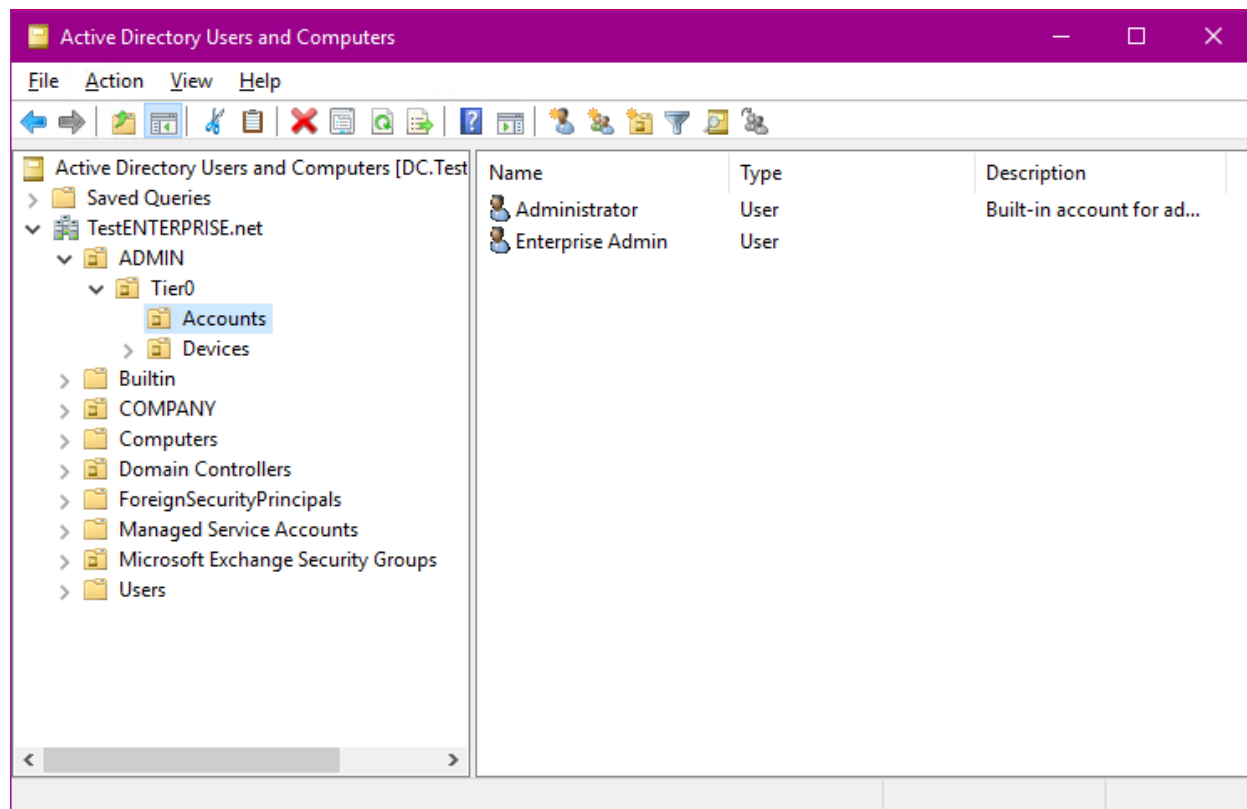 Active Directory Users and Computers
File Action View Help
Active Directory Users and Computers [DC.Test
Saved Queries
TestENTERPRISE.net
ADMIN
Tier0
Accounts
Devices
Builtin
COMPANY
Computers
Domain Controllers
ForeignSecurityPrincipals
Managed Service Accounts
Microsoft Exchange Security Groups
Users
Name Type Description
Administrator User Built-in account for ad...
Enterprise Admin User